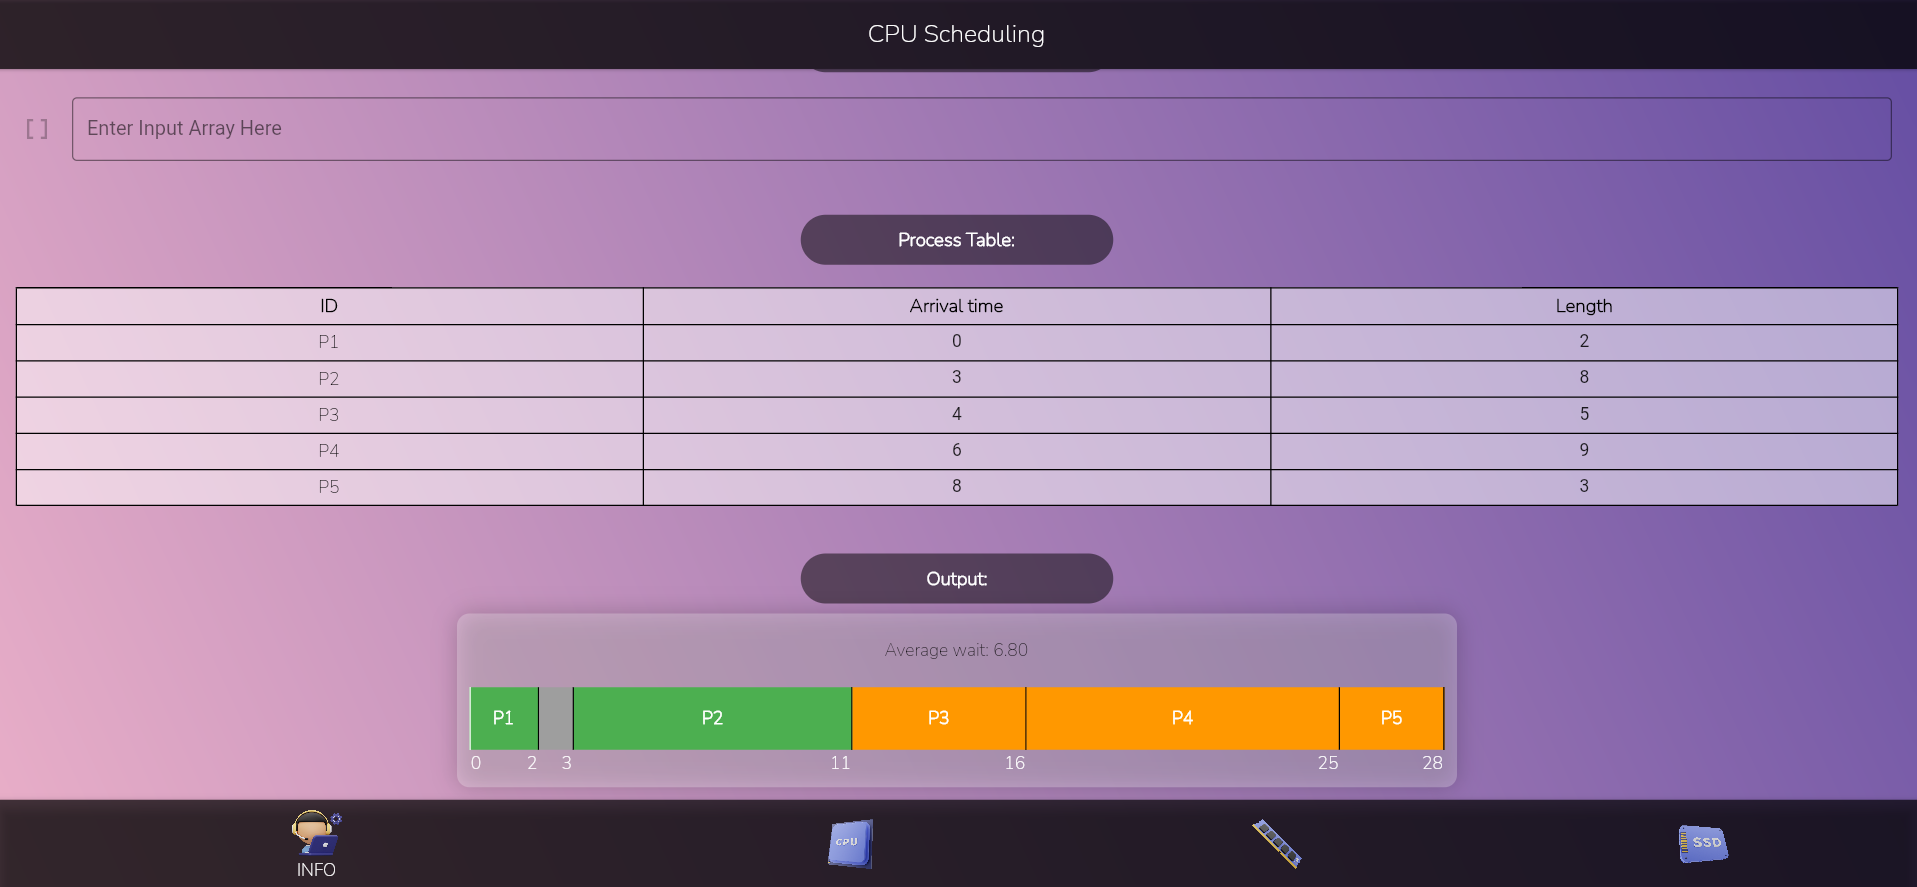 CPU Scheduling
[ ] Enter Input Array Here
Process Table:
ID Arrival time Length
P1 0 2
P2 3 8
P3 4 5
P4 6 9
P5 8 3
Output:
Average wait: 6.80
P1 P2 P3 P4 P5
0 2 3 11 16 25 28
CPU SSD
INFO